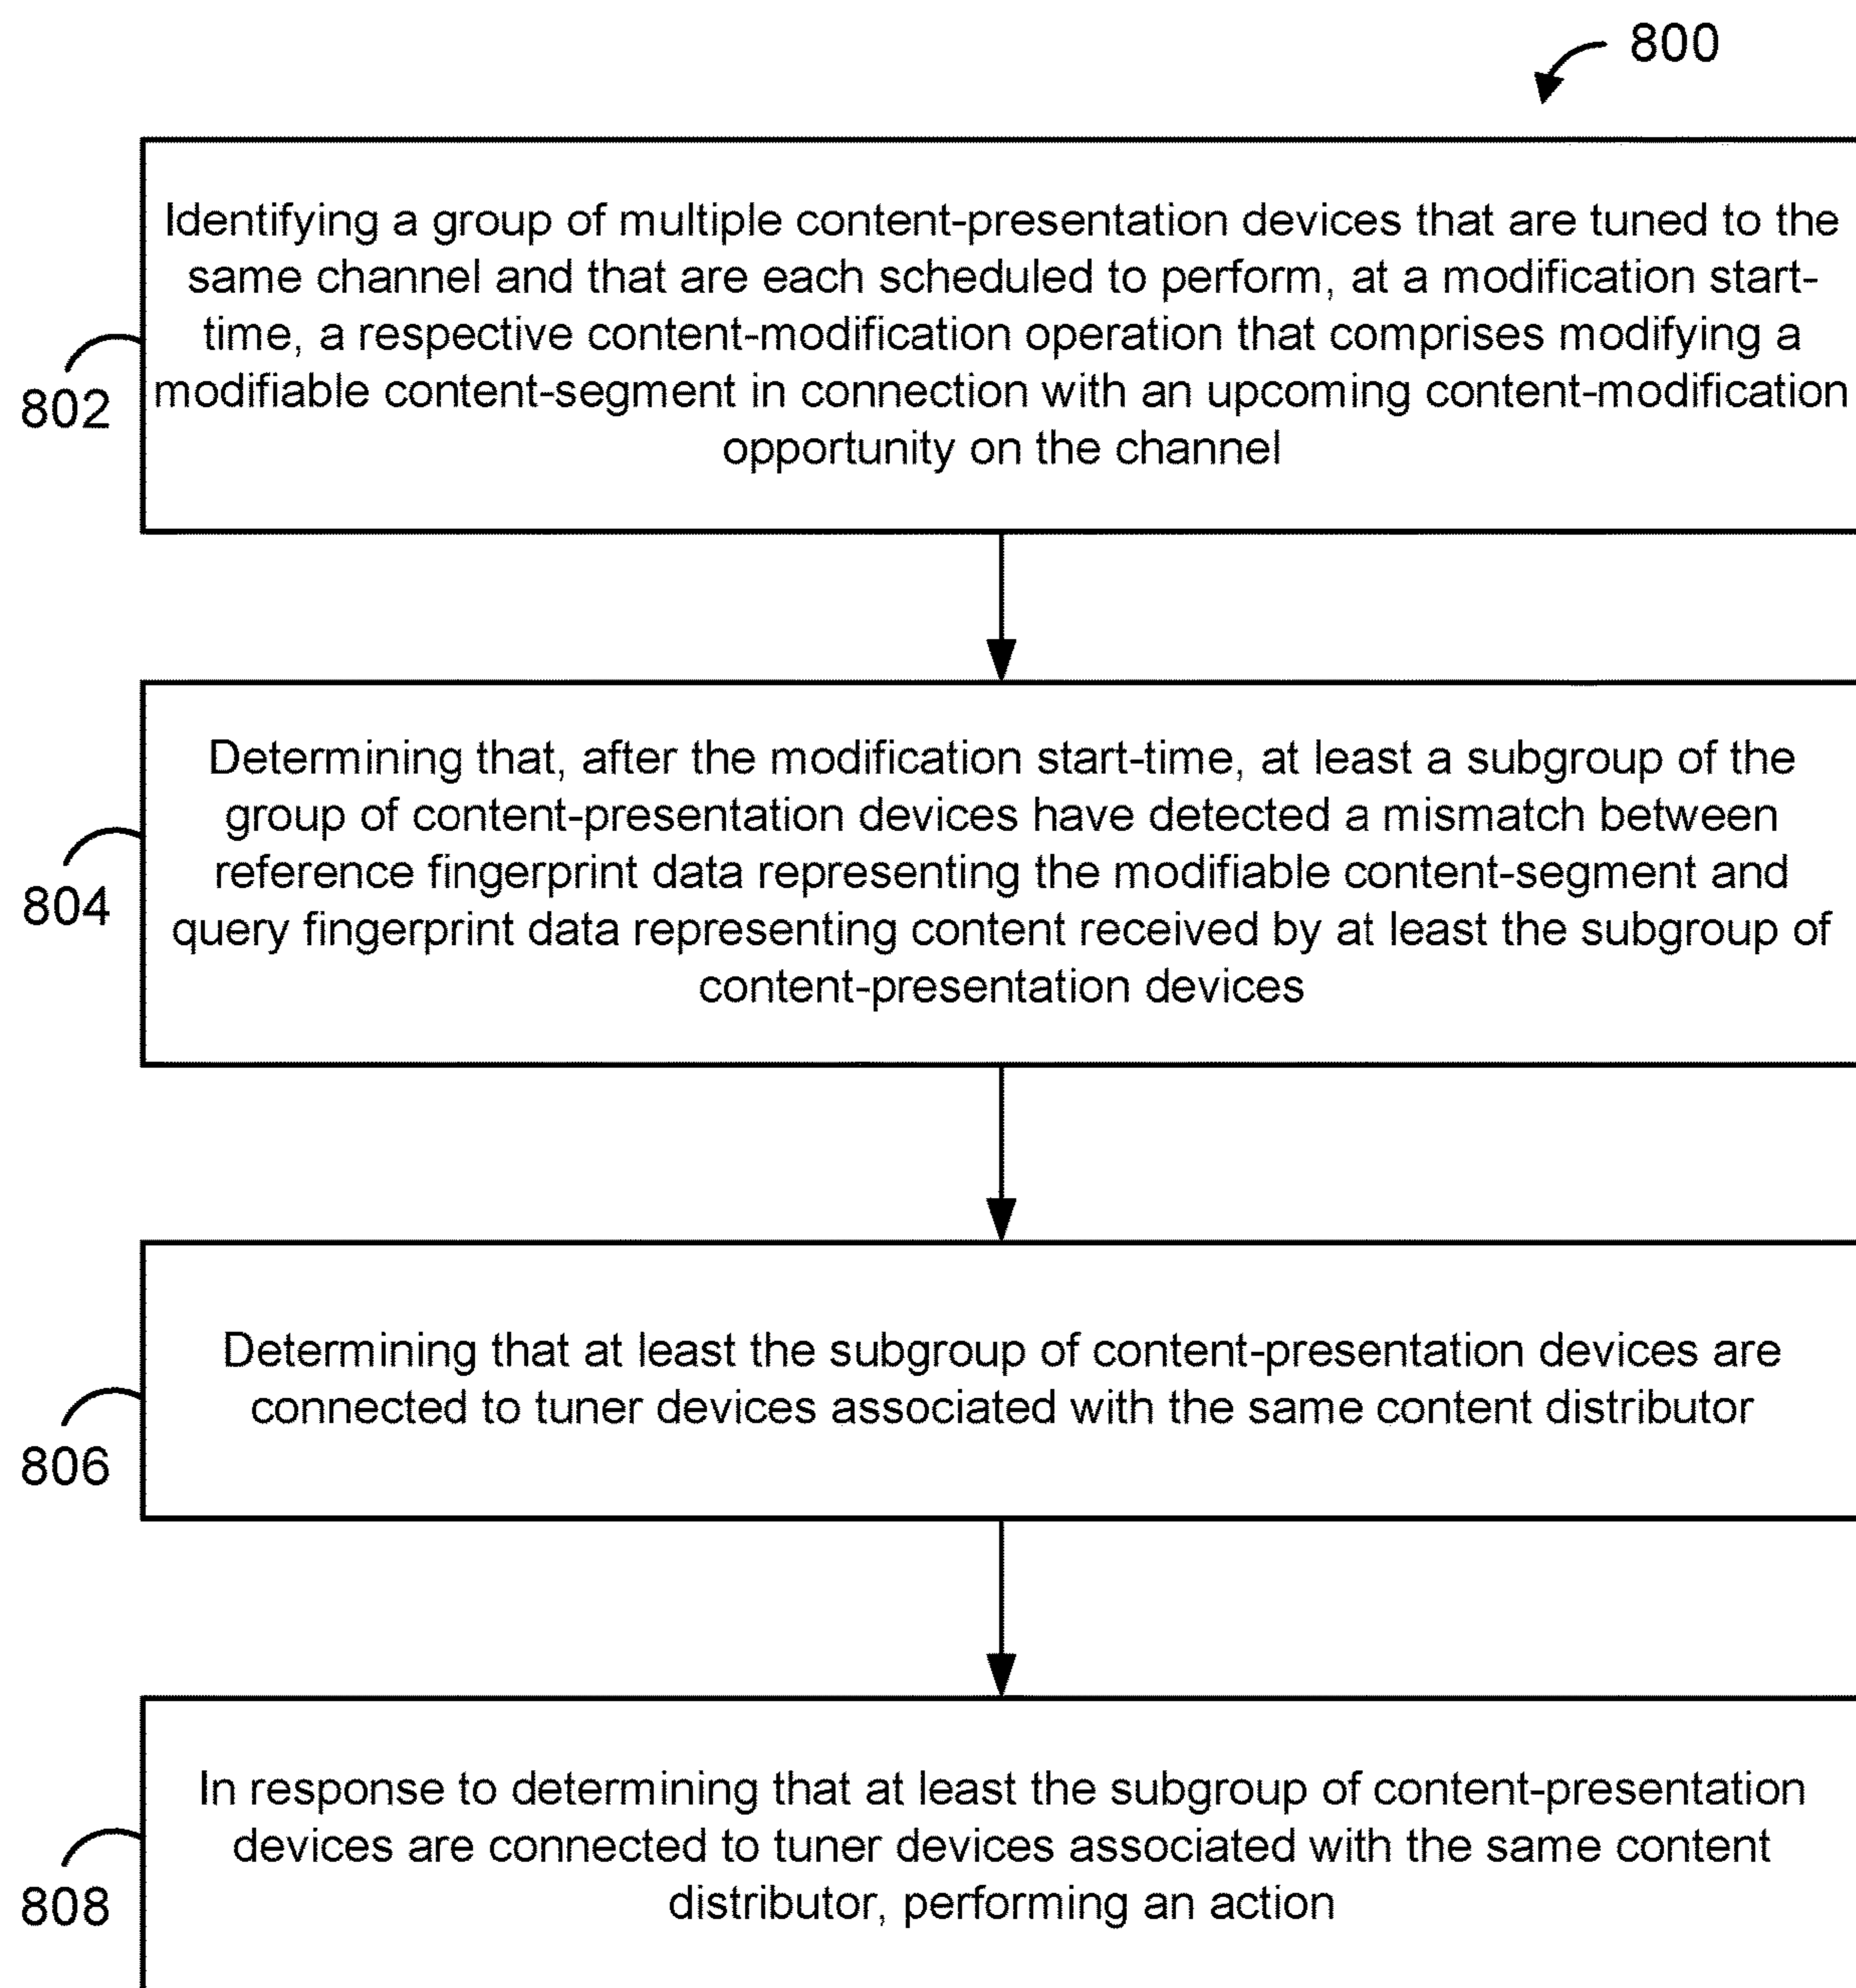 800
Identifying a group of multiple content-presentation devices that are tuned to the
same channel and that are each scheduled to perform, at a modification start-
time, a respective content-modification operation that comprises modifying a
modifiable content-segment in connection with an upcoming content-modification
opportunity on the channel
802
Determining that, after the modification start-time, at least a subgroup of the
group of content-presentation devices have detected a mismatch between
reference fingerprint data representing the modifiable content-segment and
query fingerprint data representing content received by at least the subgroup of
content-presentation devices
804
Determining that at least the subgroup of content-presentation devices are
connected to tuner devices associated with the same content distributor
806
In response to determining that at least the subgroup of content-presentation
devices are connected to tuner devices associated with the same content
distributor, performing an action
808